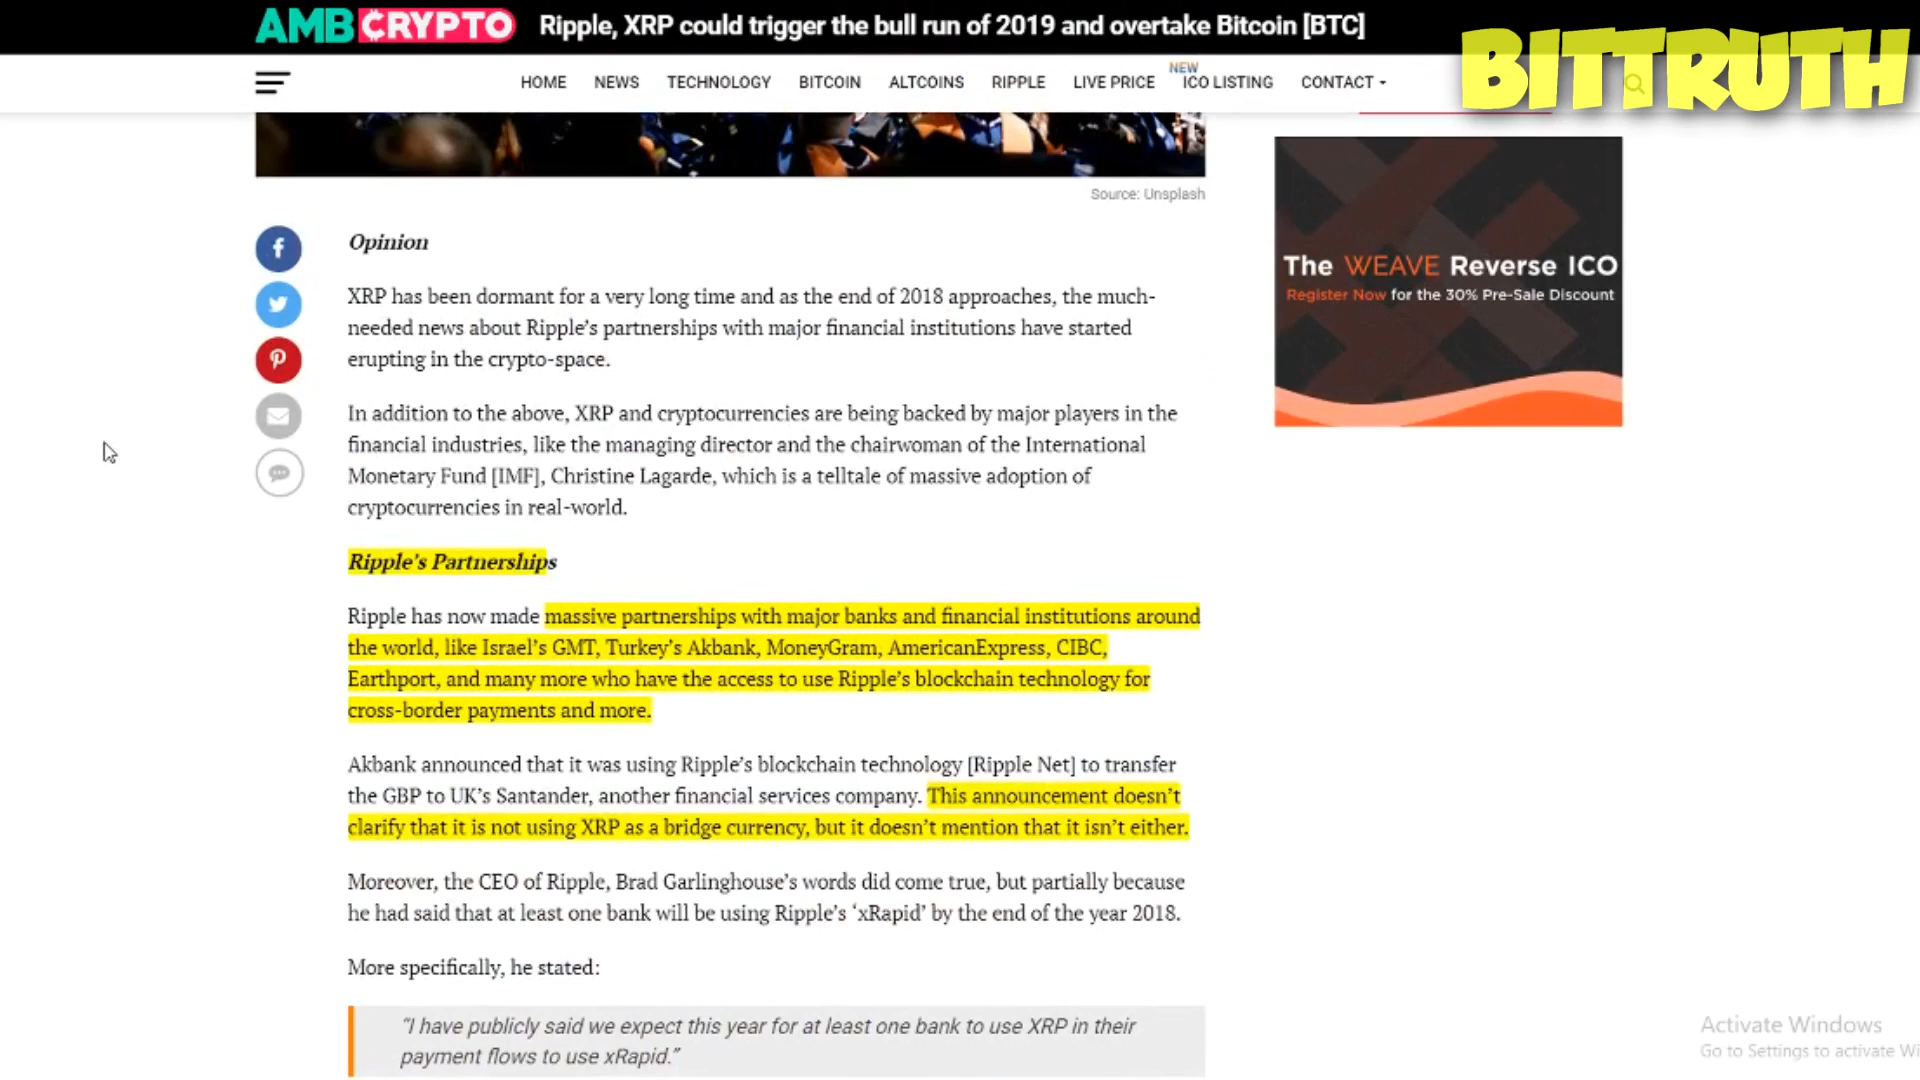 AMBCRYPTO Ripple, XRP could trigger the bull run of 2019 and overtake Bitcoin [BTC]
BITTRUTH
HOME NEWS TECHNOLOGY BITCOIN ALTCOINS RIPPLE LIVE PRICE NEW ICO LISTING CONTACT
Source: Unsplash
Opinion
XRP has been dormant for a very long time and as the end of 2018 approaches, the much-
needed news about Ripple's partnerships with major financial institutions have started
erupting in the crypto-space.
In addition to the above, XRP and cryptocurrencies are being backed by major players in the
financial industries, like the managing director and the chairwoman of the International
Monetary Fund [IMF], Christine Lagarde, which is a telltale of massive adoption of
cryptocurrencies in real-world.
Ripple's Partnerships
Ripple has now made massive partnerships with major banks and financial institutions around
the world, like Israel's GMT, Turkey's Akbank, MoneyGram, AmericanExpress, CIBC,
Earthport, and many more who have the access to use Ripple's blockchain technology for
cross-border payments and more.
Akbank announced that it was using Ripple's blockchain technology [Ripple Net] to transfer
the GBP to UK's Santander, another financial services company. This announcement doesn't
clarify that it is not using XRP as a bridge currency, but it doesn't mention that it isn't either.
Moreover, the CEO of Ripple, Brad Garlinghouse's words did come true, but partially because
he had said that at least one bank will be using Ripple's 'xRapid' by the end of the year 2018.
More specifically, he stated:
"I have publicly said we expect this year for at least one bank to use XRP in their
payment flows to use xRapid."
The WEAVE Reverse ICO
Register Now for the 30% Pre-Sale Discount
Activate Windows
Go to Settings to activate Wi